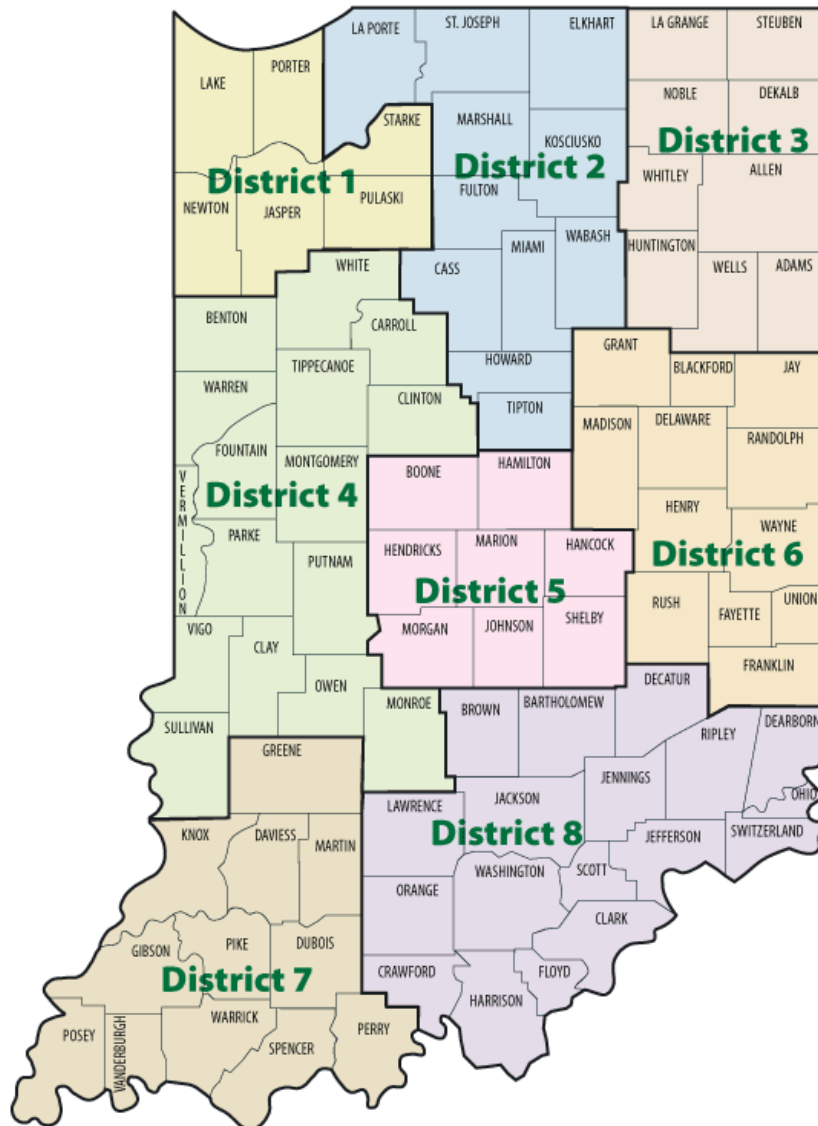 LA PORTE
ST. JOSEPH
ELKHART
LA GRANGE
STEUBEN
LAKE
PORTER
NOBLE
DEKALB
STARKE
MARSHALL
KOSCIUSKO
District 3
District 2
WHITLEY
ALLEN
District 1
FULTON
PULASKI
NEWTON
JASPER
WABASH
MIAMI
HUNTINGTON
WHITE
CASS
WELLS
ADAMS
BENTON
CARROLL
GRANT
HOWARD
TIPPECANOE
BLACKFORD
JAY
WARREN
CLINTON
TIPTON
MADISON
DELAWARE
RANDOLPH
FOUNTAIN
MONTGOMERY
BOONE
HAMILTON
VERMILLION
District 4
HENRY
WAYNE
PARKE
HENDRICKS
MARION
HANCOCK
District 6
PUTNAM
District 5
RUSH
UNION
FAYETTE
VIGO
MORGAN
JOHNSON
SHELBY
CLAY
FRANKLIN
OWEN
DECATUR
MONROE
BROWN
BARTHOLOMEW
SULLIVAN
RIPLEY
DEARBORN
GREENE
JENNINGS
OHIO
LAWRENCE
JACKSON
KNOX
DAVIESS
District 8
JEFFERSON
SWITZERLAND
MARTIN
WASHINGTON
SCOTT
ORANGE
CLARK
GIBSON
PIKE
DUBOIS
District 7
CRAWFORD
FLOYD
HARRISON
WARRICK
POSEY
VANDERBURGH
PERRY
SPENCER